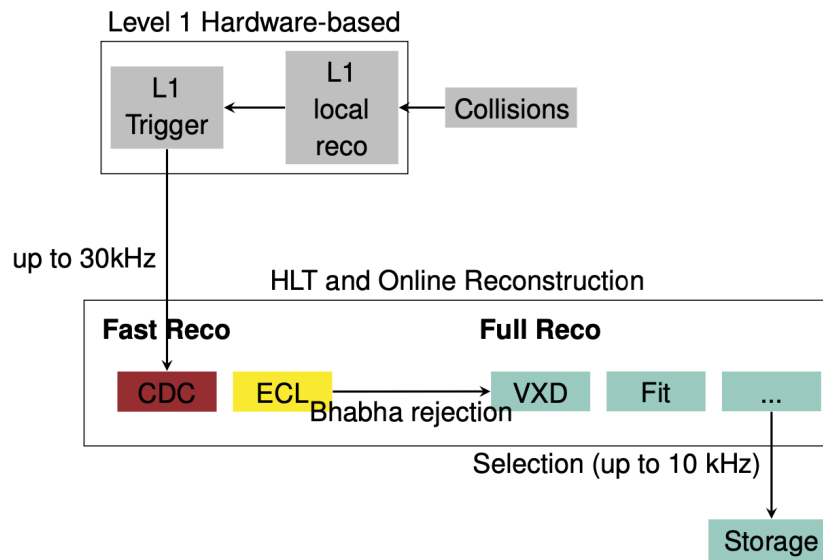 Level 1 Hardware-based
L1
Trigger
L1
local
reco
Collisions
up to 30kHz
HLT and Online Reconstruction
Fast Reco
Full Reco
CDC
ECL
Bhabha rejection
VXD
Fit
...
Selection (up to 10 kHz)
Storage